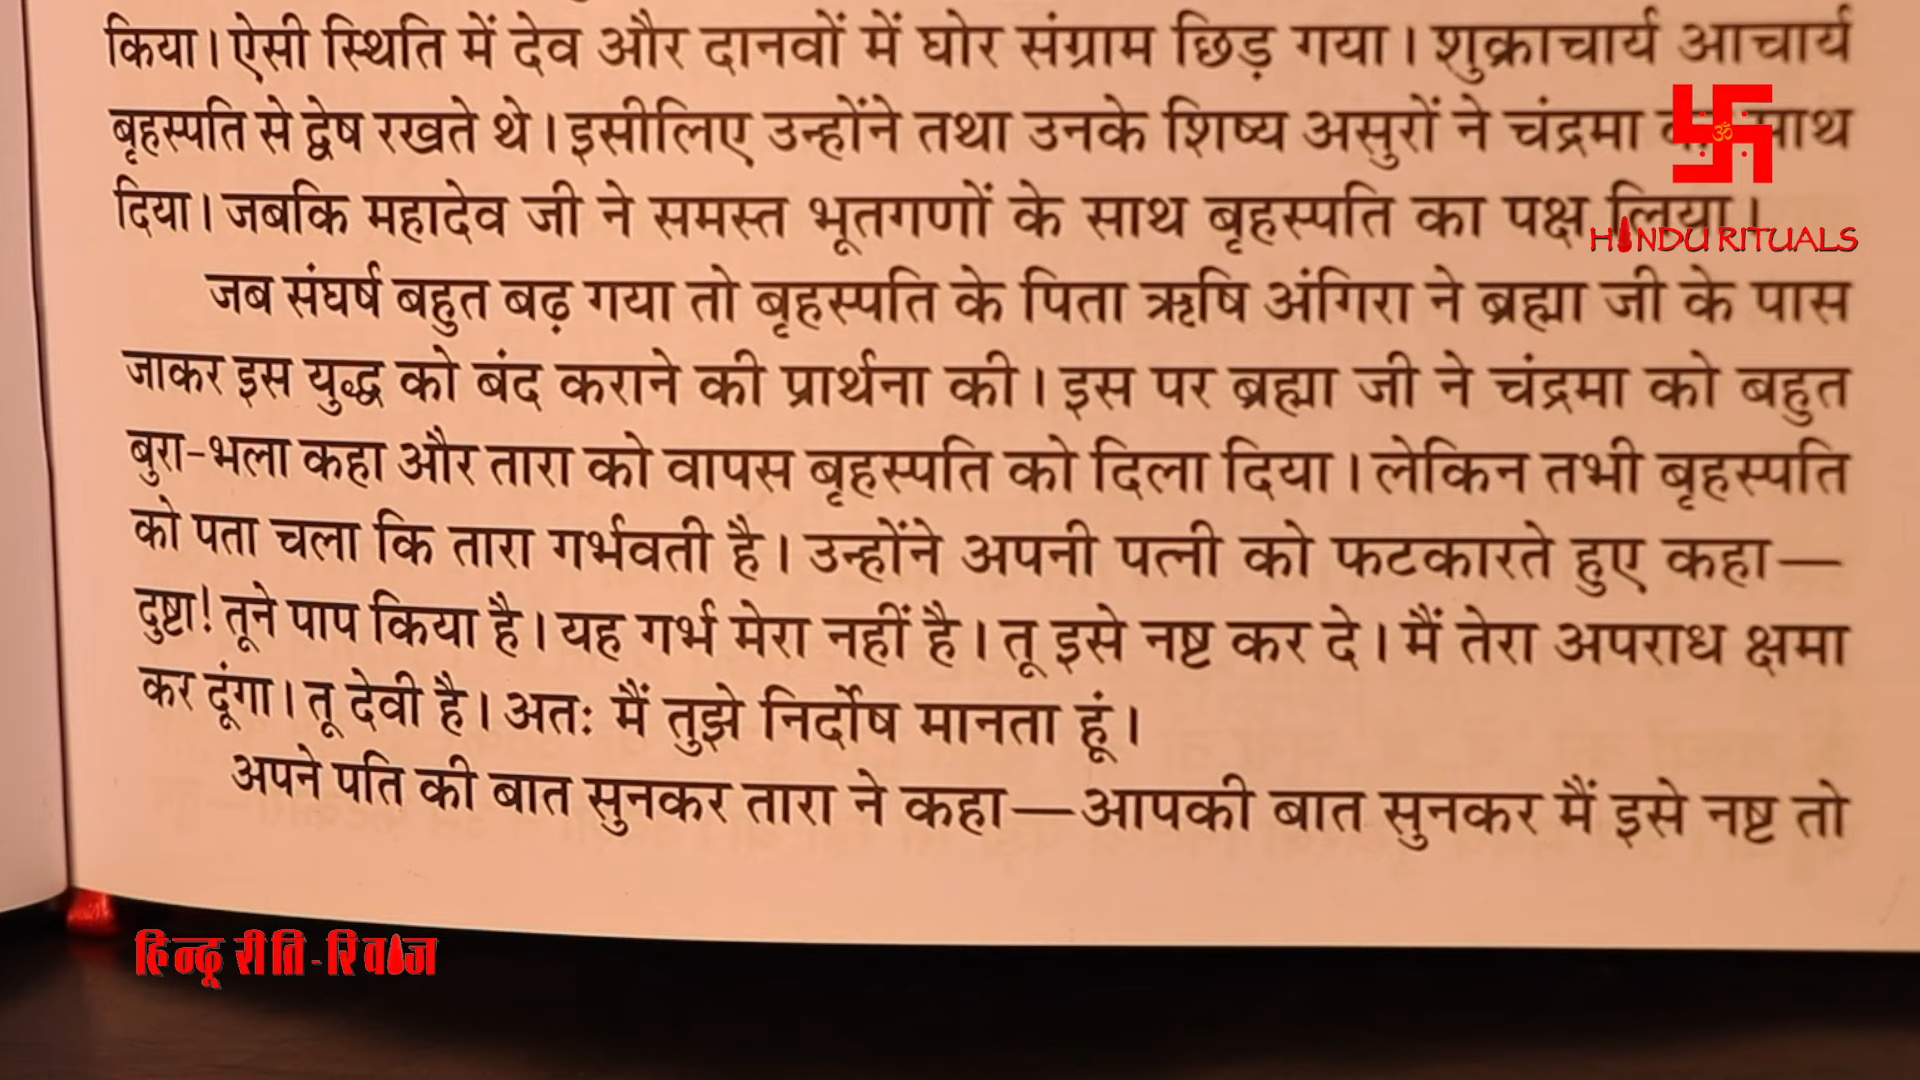 किया। ऐसी स्थिति में देव और दानवों में घोर संग्राम छिड़ गया। शुक्राचार्य आचार्य
बृहस्पति से द्वेष रखते थे। इसीलिए उन्होंने तथा उनके शिष्य असुरों ने चंद्रमा साथ
दिया। जबकि महादेव जी ने समस्त भूतगणों के साथ बृहस्पति का पक्ष लिया।
HINDU RITUALS
जब संघर्ष बहुत बढ़ गया तो बृहस्पति के पिता ऋषि अंगिरा ने ब्रह्मा जी के पास
जाकर इस युद्ध को बंद कराने की प्रार्थना की। इस पर ब्रह्मा जी ने चंद्रमा को बहुत
बुरा-भला कहा और तारा को वापस बृहस्पति को दिला दिया। लेकिन तभी बृहस्पति
को पता चला कि तारा गर्भवती है। उन्होंने अपनी पत्नी को फटकारते हुए कहा—
दुष्टा! तूने पाप किया है। यह गर्भ मेरा नहीं है। तू इसे नष्ट कर दे। मैं तेरा अपराध क्षमा
कर दूंगा। तू देवी है। अतः मैं तुझे निर्दोष मानता हूं।
अपने पति की बात सुनकर तारा ने कहा—आपकी बात सुनकर मैं इसे नष्ट तो
हिन्दू रीति-रिवाज